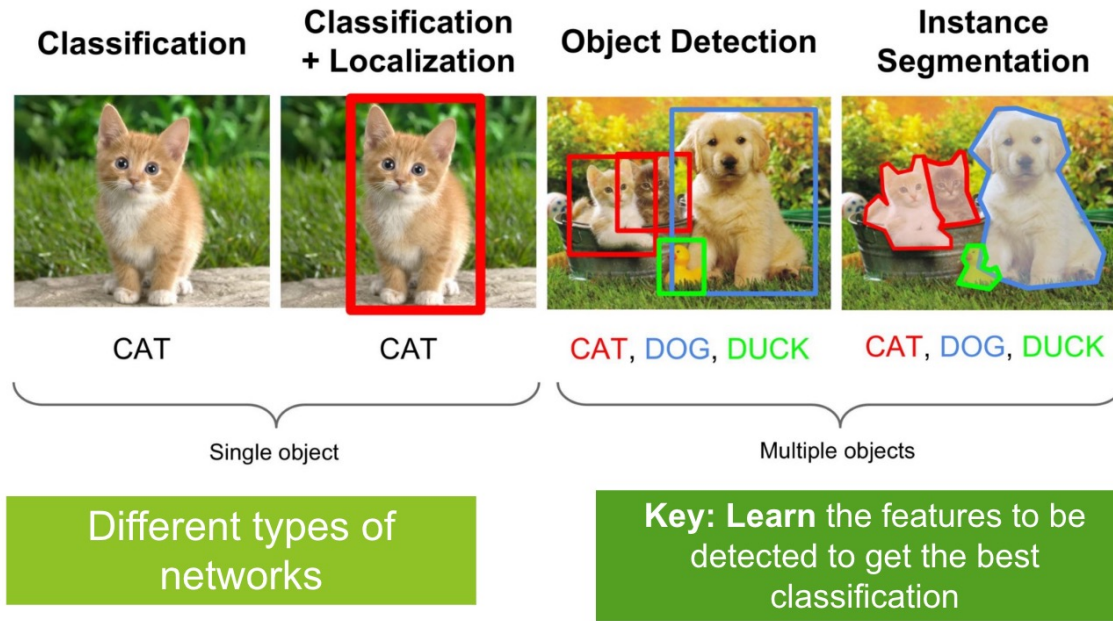 Classification
Classification
+ Localization
Object Detection
Instance
Segmentation
CAT
CAT
CAT, DOG, DUCK
CAT, DOG, DUCK
Single object
Multiple objects
Different types of
networks
Key: Learn the features to be
detected to get the best
classification